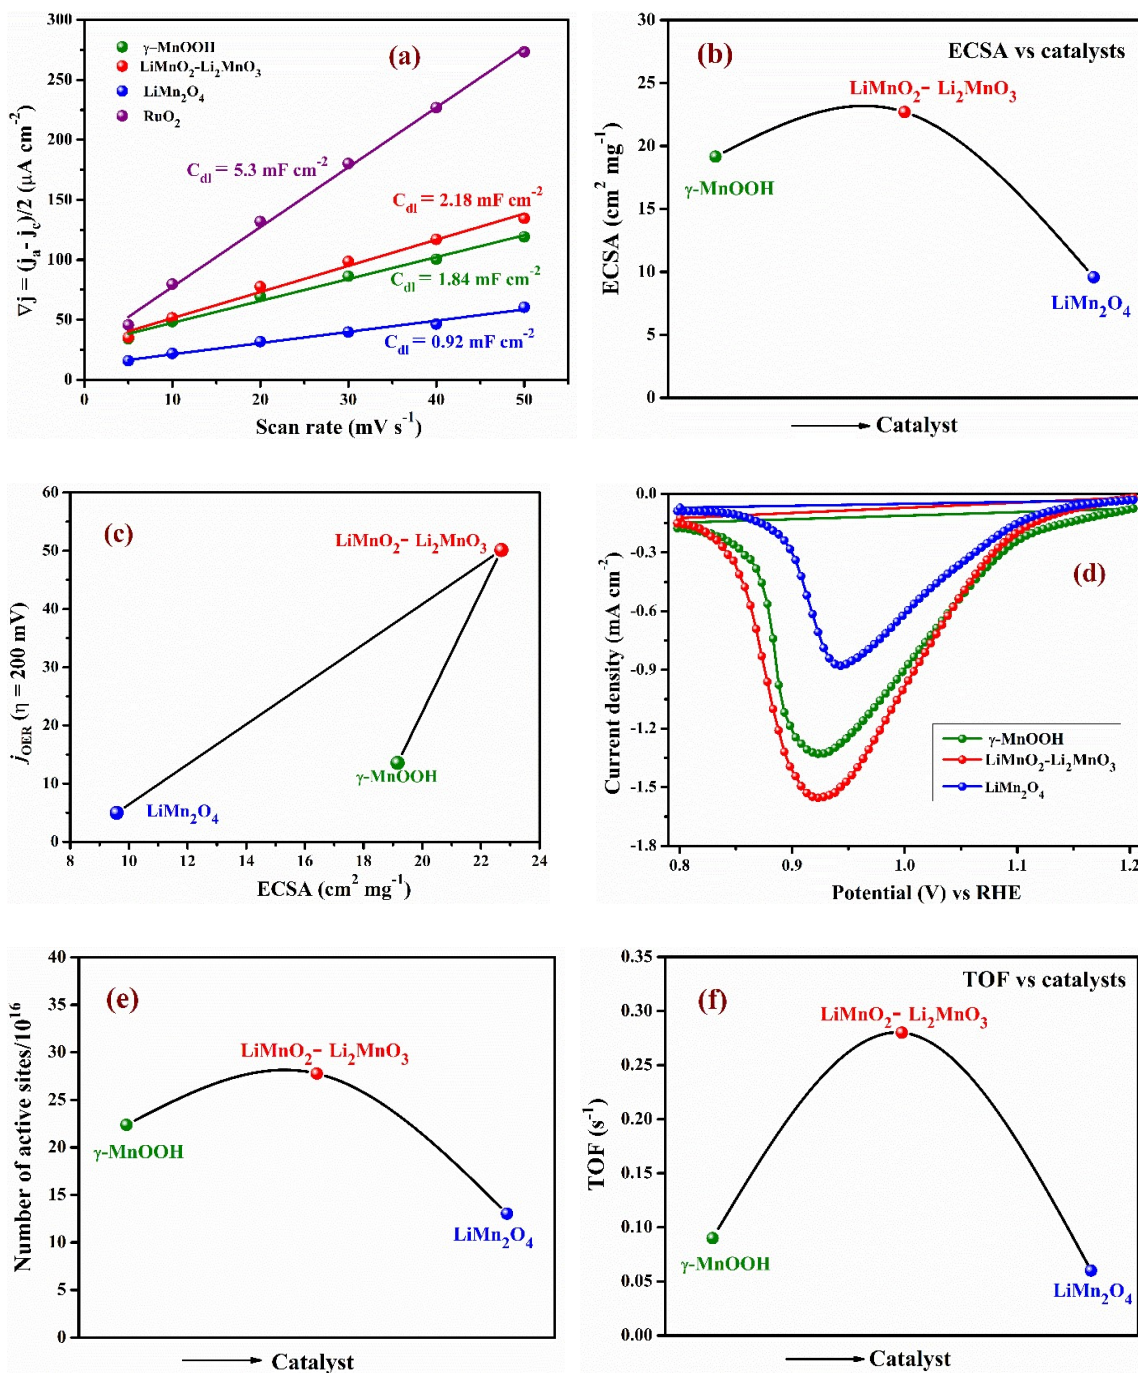 (a)
γ-MnOOH
LiMnO₂-Li₂MnO₃
LiMn₂O₄
RuO₂
C_dl = 5.3 mF cm⁻²
C_dl = 2.18 mF cm⁻²
C_dl = 1.84 mF cm⁻²
C_dl = 0.92 mF cm⁻²
∇j = (j_a - j_c)/2 (μA cm⁻²)
300
250
200
150
100
50
0
0 10 20 30 40 50
Scan rate (mV s⁻¹)
(b)
ECSA vs catalysts
LiMnO₂- Li₂MnO₃
γ-MnOOH
LiMn₂O₄
ECSA (cm² mg⁻¹)
30
25
20
15
10
5
0
Catalyst
(c)
LiMnO₂- Li₂MnO₃
γ-MnOOH
LiMn₂O₄
j_OER (η = 200 mV)
60
50
40
30
20
10
0
8 10 12 14 16 18 20 22 24
ECSA (cm² mg⁻¹)
(d)
γ-MnOOH
LiMnO₂-Li₂MnO₃
LiMn₂O₄
Current density (mA cm⁻²)
0.0
-0.3
-0.6
-0.9
-1.2
-1.5
-1.8
0.8 0.9 1.0 1.1 1.2
Potential (V) vs RHE
(e)
LiMnO₂- Li₂MnO₃
γ-MnOOH
LiMn₂O₄
Number of active sites/10¹⁶
40
35
30
25
20
15
10
5
0
Catalyst
(f)
TOF vs catalysts
LiMnO₂- Li₂MnO₃
γ-MnOOH
LiMn₂O₄
TOF (s⁻¹)
0.35
0.30
0.25
0.20
0.15
0.10
0.05
0.00
Catalyst